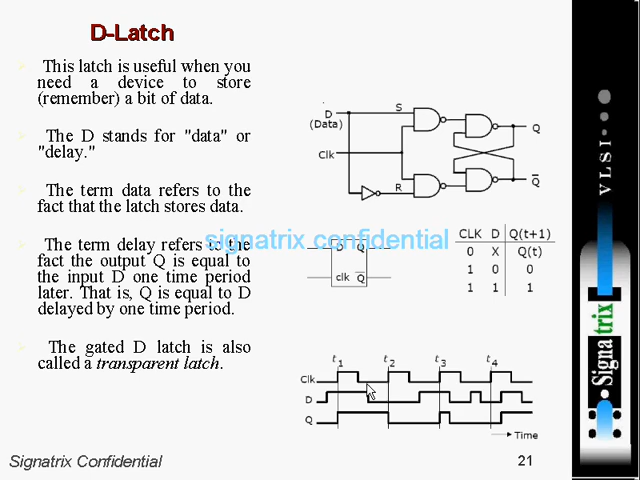 D-Latch
This latch is useful when you
need a device to store
(remember) a bit of data.
The D stands for "data" or
"delay."
The term data refers to the
fact that the latch stores data.
The term delay refers to the
fact the output Q is equal to
the input D one time period
later. That is, Q is equal to D
delayed by one time period.
The gated D latch is also
called a transparent latch.
D
(Data)
S
Clk
R
Q
Q
signatrix confidential
D Q
clk Q
CLK D Q(t+1)
0 X Q(t)
1 0 0
1 1 1
t1 t2 t3 t4
Clk
D
Q
Time
Signatrix Confidential
21
VLSI
Signatrix